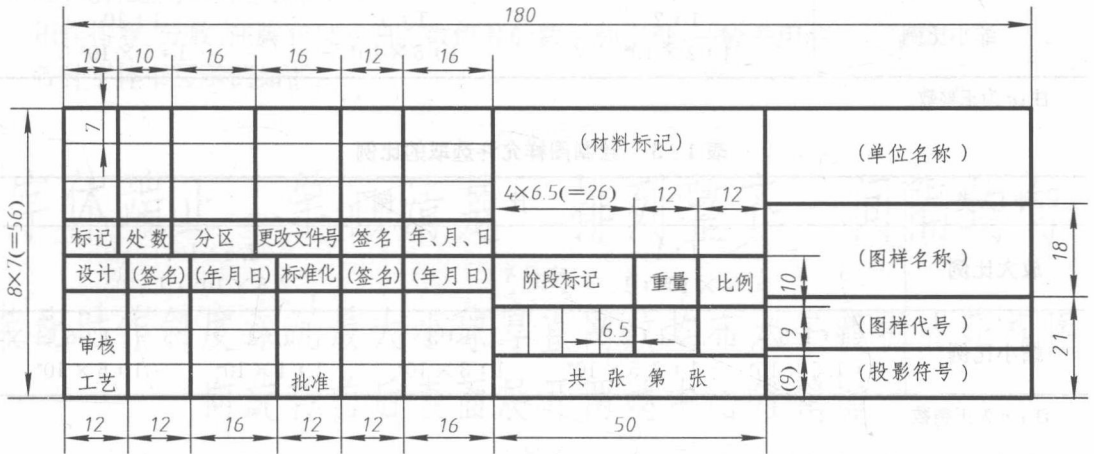 180
10 10 16 16 12 16
7
(材料标记)
(单位名称)
4×6.5(=26) 12 12
8×7(=56)
标记 处数 分区 更改文件号 签名 年、月、日
设计 (签名) (年月日) 标准化 (签名) (年月日)
阶段标记 重量 比例
10
(图样名称)
18
6.5
9
(图样代号)
21
审核
工艺 批准
共 张 第 张
(9)
(投影符号)
12 12 16 12 12 16 50